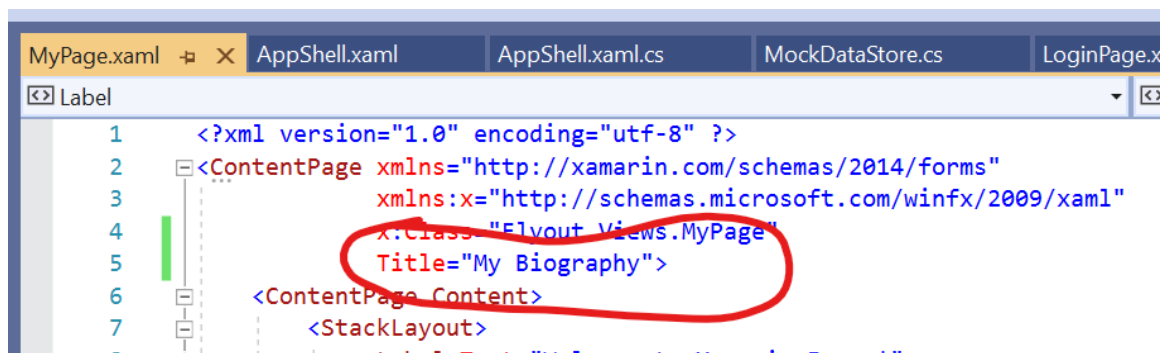 MyPage.xaml AppShell.xaml AppShell.xaml.cs MockDataStore.cs LoginPage.x
Label
1 <?xml version="1.0" encoding="utf-8" ?>
2 <ContentPage xmlns="http://xamarin.com/schemas/2014/forms"
3 xmlns:x="http://schemas.microsoft.com/winfx/2009/xaml"
4 x:Class="Flyout.Views.MyPage"
5 Title="My Biography">
6 <ContentPage.Content>
7 <StackLayout>